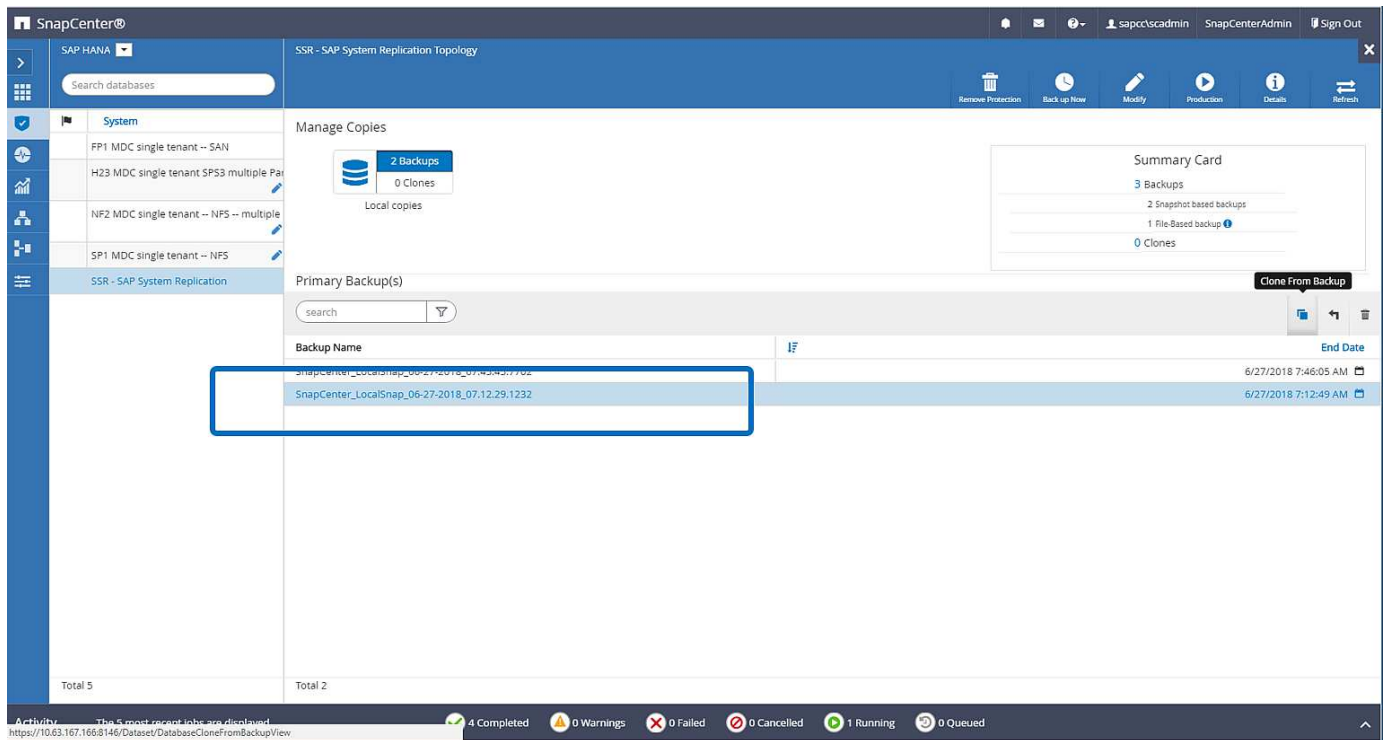 SnapCenter®
sapcc\scadmin SnapCenterAdmin Sign Out
SAP HANA
SSR - SAP System Replication Topology
Search databases
Remove Protection Back up Now Modify Production Details Refresh
System
Manage Copies
FP1 MDC single tenant -- SAN
H23 MDC single tenant SPS3 multiple Par
NF2 MDC single tenant -- NFS -- multiple
SP1 MDC single tenant -- NFS
SSR - SAP System Replication
2 Backups
0 Clones
Local copies
Summary Card
3 Backups
2 Snapshot based backups
1 File-Based backup
0 Clones
Primary Backup(s)
Clone From Backup
search
Backup Name End Date
6/27/2018 7:46:05 AM
SnapCenter_LocalSnap_06-27-2018_07.12.29.1232 6/27/2018 7:12:49 AM
Total 5 Total 2
Activity The 5 most recent jobs are displayed
4 Completed 0 Warnings 0 Failed 0 Cancelled 1 Running 0 Queued
https://10.63.167.166:8146/Dataset/DatabaseCloneFromBackupView